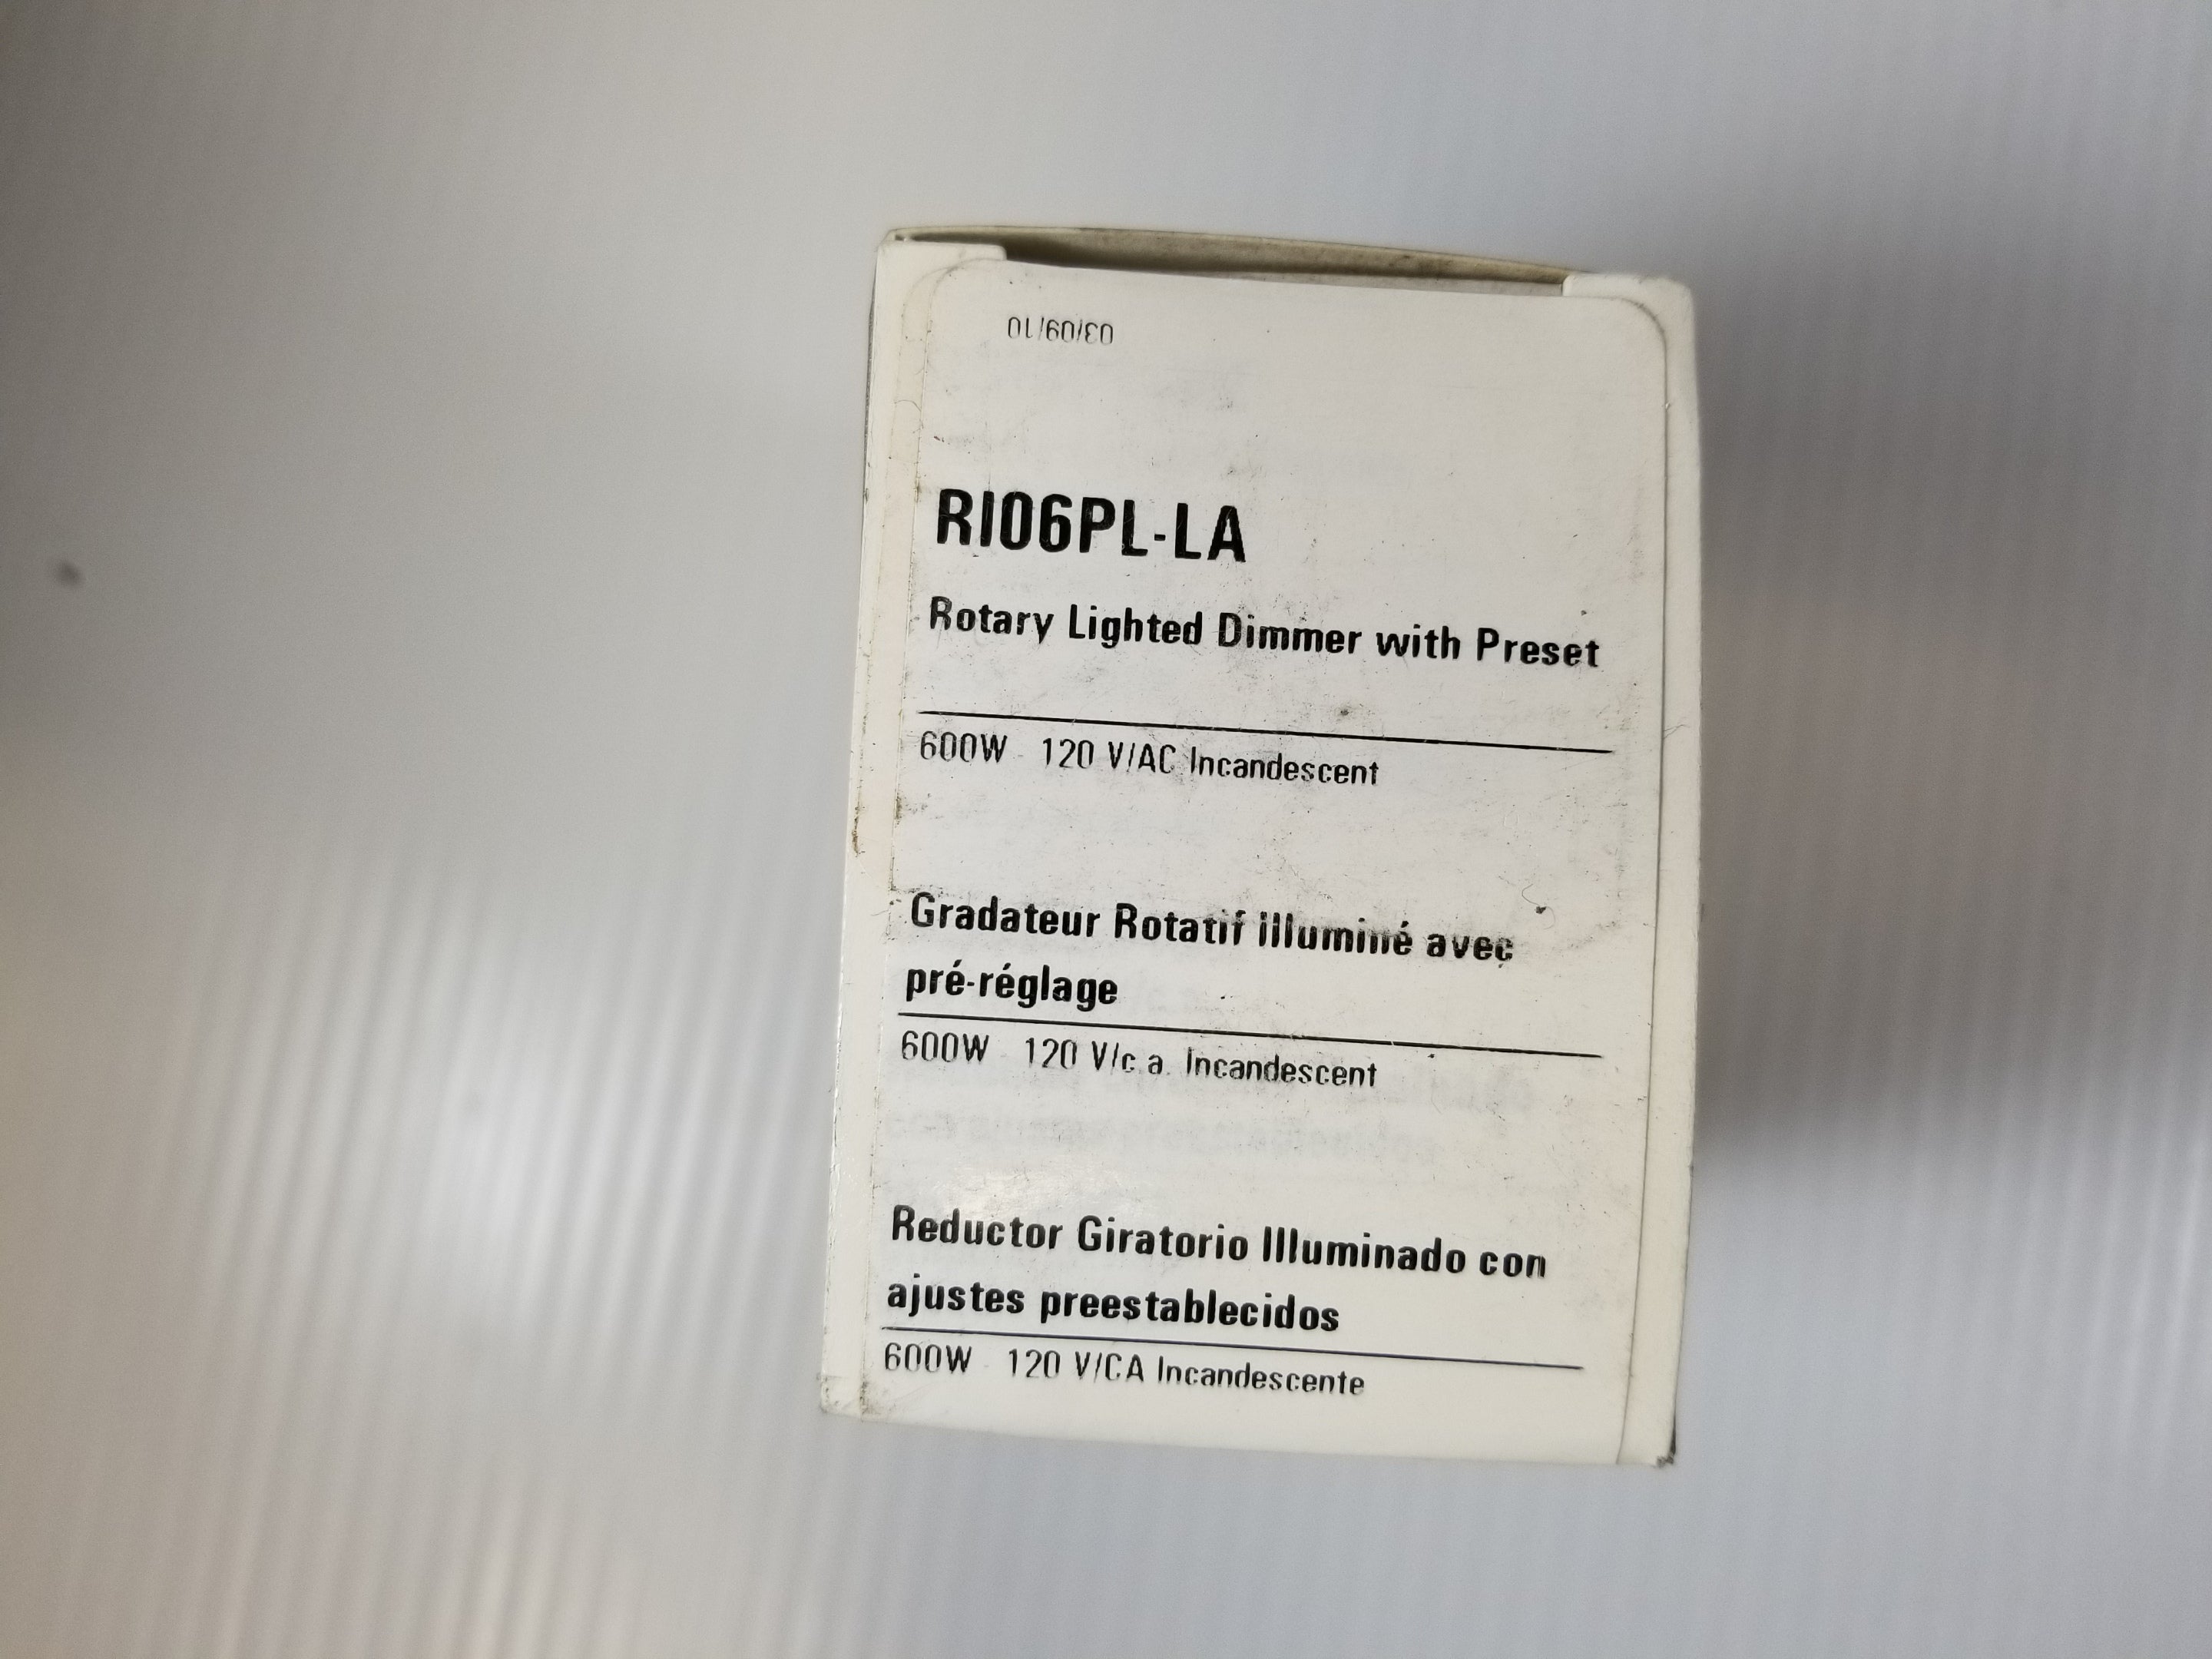 03/09/10
RI06PL-LA
Rotary Lighted Dimmer with Preset
600W 120 V/AC Incandescent
Gradateur Rotatif illuminé avec
pré-réglage
600W 120 V/c.a. Incandescent
Reductor Giratorio Illuminado con
ajustes preestablecidos
600W 120 V/CA Incandescente